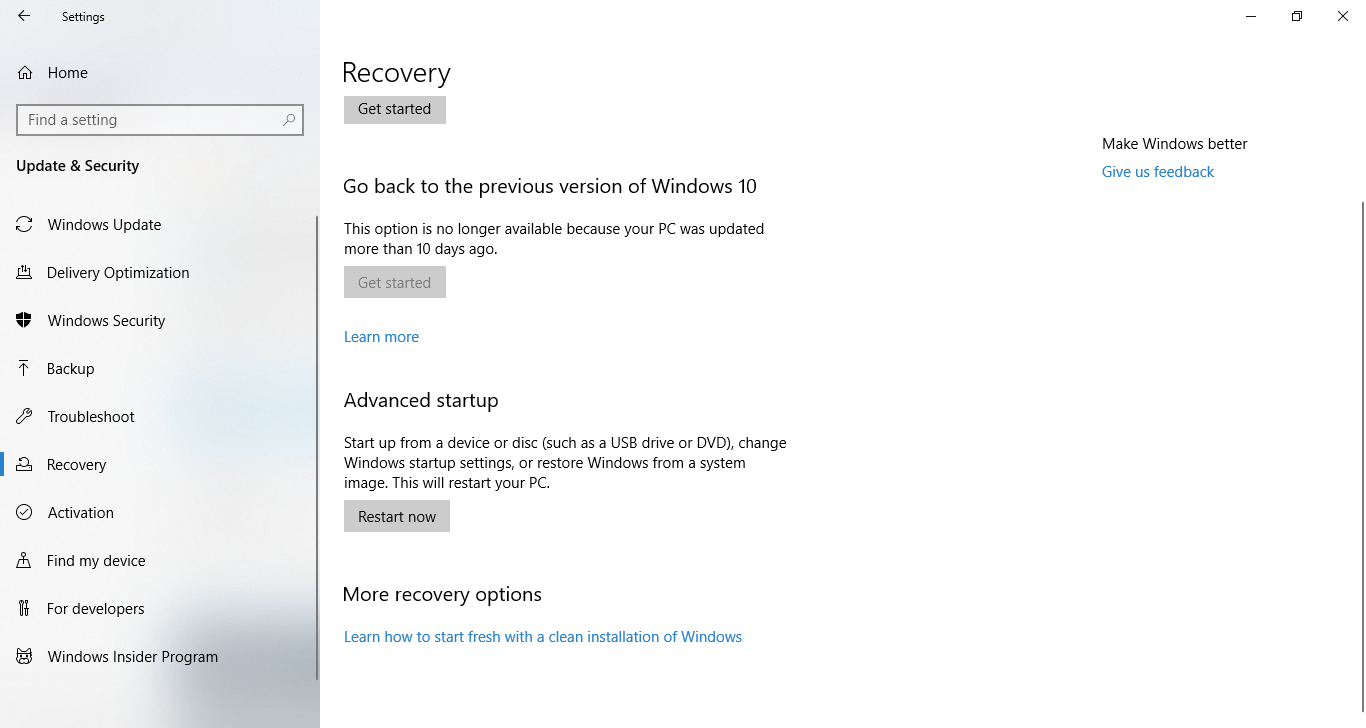 Settings
Home
Find a setting
Update & Security
Windows Update
Delivery Optimization
Windows Security
Backup
Troubleshoot
Recovery
Activation
Find my device
For developers
Windows Insider Program
Recovery
Get started
Go back to the previous version of Windows 10
This option is no longer available because your PC was updated
more than 10 days ago.
Get started
Learn more
Advanced startup
Start up from a device or disc (such as a USB drive or DVD), change
Windows startup settings, or restore Windows from a system
image. This will restart your PC.
Restart now
More recovery options
Learn how to start fresh with a clean installation of Windows
Make Windows better
Give us feedback